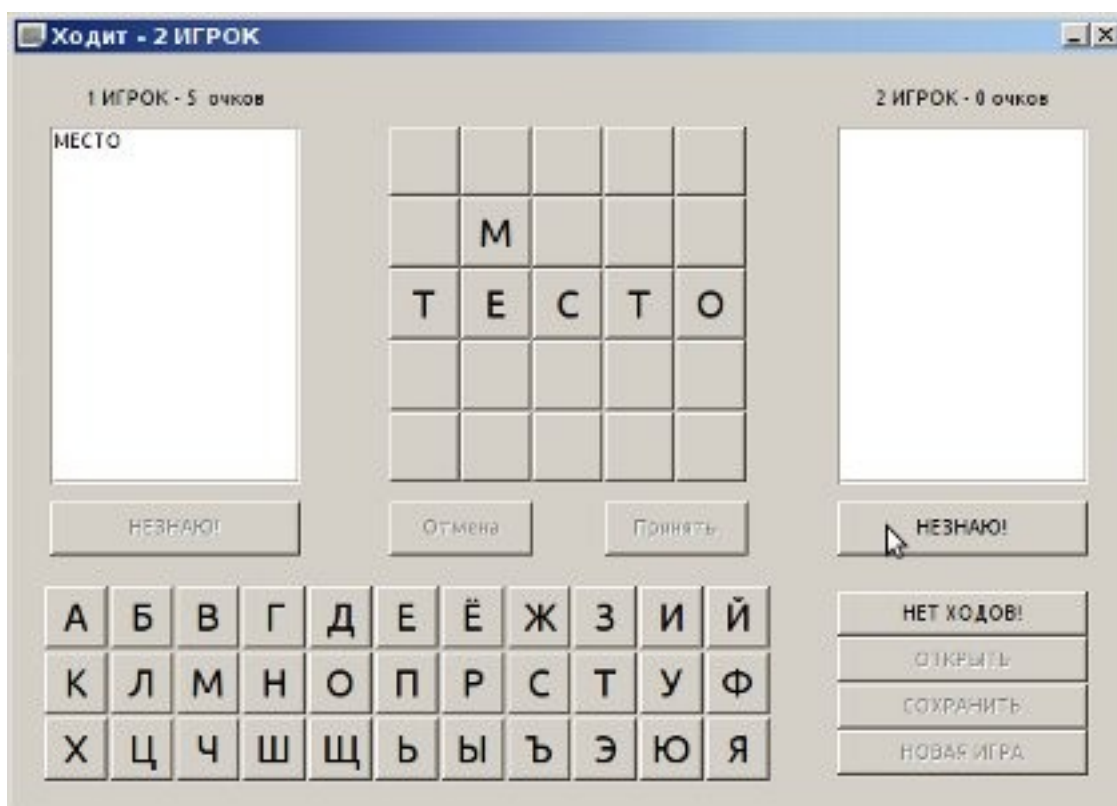 Ходит - 2 ИГРОК
1 ИГРОК - 5 очков
2 ИГРОК - 0 очков
МЕСТО
М
Т Е С Т О
НЕЗНАЮ!
Отмена
Принять
НЕЗНАЮ!
А Б В Г Д Е Ё Ж З И Й
К Л М Н О П Р С Т У Ф
Х Ц Ч Ш Щ Ь Ы Ъ Э Ю Я
НЕТ ХОДОВ!
ОТКРЫТЬ
СОХРАНИТЬ
НОВАЯ ИГРА